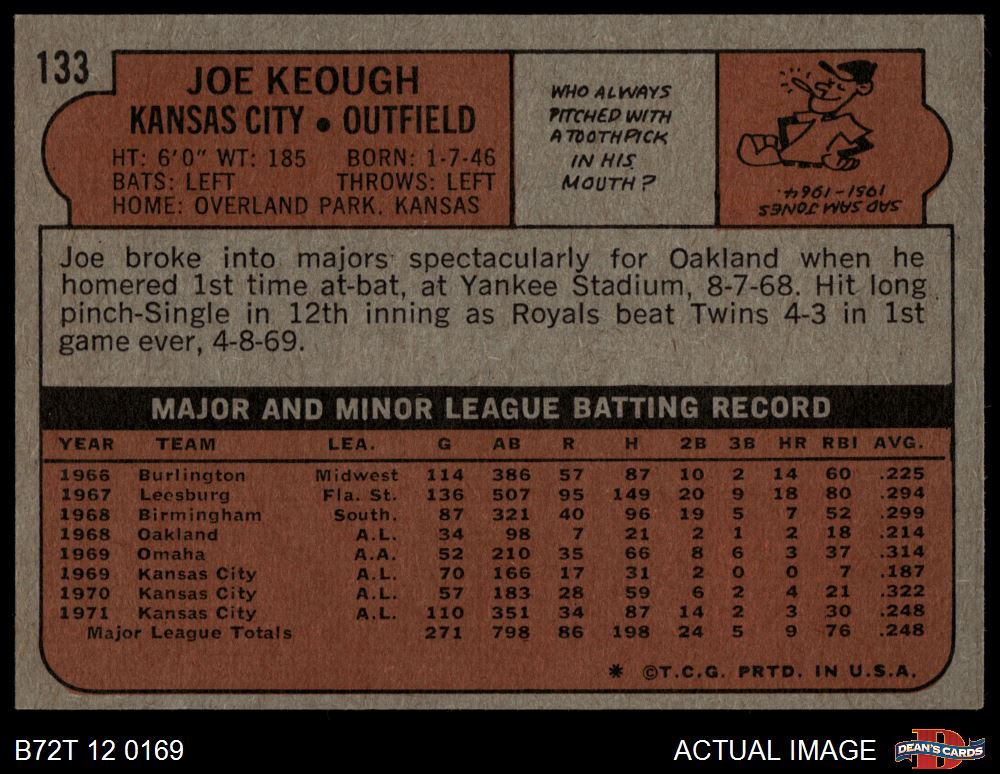 133
JOE KEOUGH
KANSAS CITY • OUTFIELD
HT: 6'0" WT: 185 BORN: 1-7-46
BATS: LEFT THROWS: LEFT
HOME: OVERLAND PARK, KANSAS
WHO ALWAYS
PITCHED WITH
A TOOTHPICK
IN HIS
MOUTH?
SAD SAM JONES
1951-1964.
Joe broke into majors spectacularly for Oakland when he
homered 1st time at-bat, at Yankee Stadium, 8-7-68. Hit long
pinch-Single in 12th inning as Royals beat Twins 4-3 in 1st
game ever, 4-8-69.
MAJOR AND MINOR LEAGUE BATTING RECORD
YEAR TEAM LEA. G AB R H 2B 3B HR RBI AVG.
1966 Burlington Midwest 114 386 57 87 10 2 14 60 .225
1967 Leesburg Fla. St. 136 507 95 149 20 9 18 80 .294
1968 Birmingham South. 87 321 40 96 19 5 7 52 .299
1968 Oakland A.L. 34 98 7 21 2 1 2 18 .214
1969 Omaha A.A. 52 210 35 66 8 6 3 37 .314
1969 Kansas City A.L. 70 166 17 31 2 0 0 7 .187
1970 Kansas City A.L. 57 183 28 59 6 2 4 21 .322
1971 Kansas City A.L. 110 351 34 87 14 2 3 30 .248
Major League Totals 271 798 86 198 24 5 9 76 .248
* ©T.C.G. PRTD. IN U.S.A.
B72T 12 0169
ACTUAL IMAGE
DEAN'S CARDS